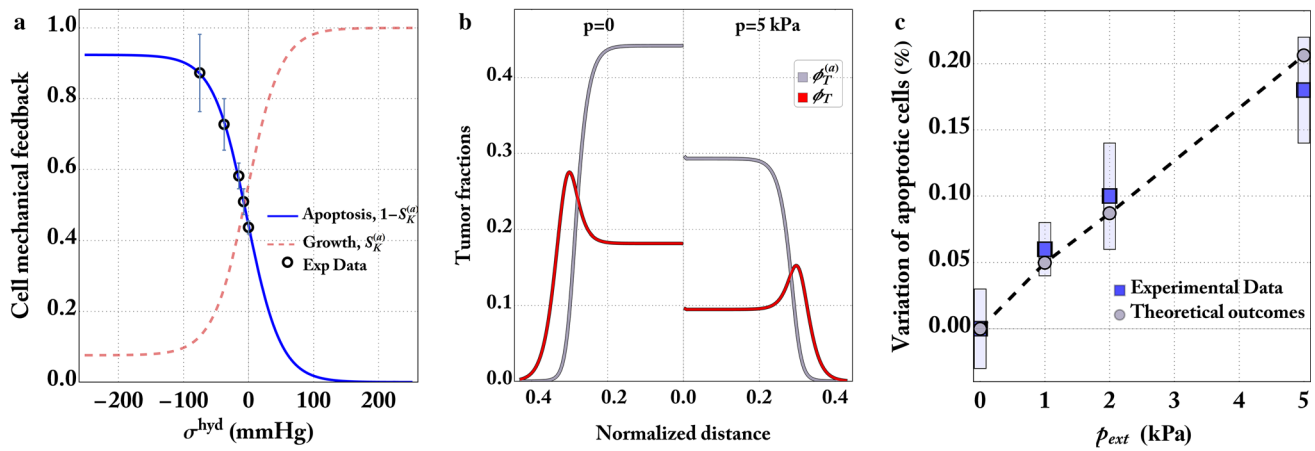 a
Cell mechanical feedback
1.0
0.8
0.6
0.4
0.2
0.0
−200 −100 0 100 200
σ^hyd (mmHg)
Apoptosis, 1−S_K^(a)
Growth, S_K^(a)
Exp Data
b
p=0 p=5 kPa
Tumor fractions
0.4
0.3
0.2
0.1
0.0
0.4 0.2 0.0 0.2 0.4
Normalized distance
ϕ_T^(a)
ϕ_T
c
Variation of apoptotic cells (%)
0.20
0.15
0.10
0.05
0.00
0 1 2 3 4 5
p_ext (kPa)
Experimental Data
Theoretical outcomes